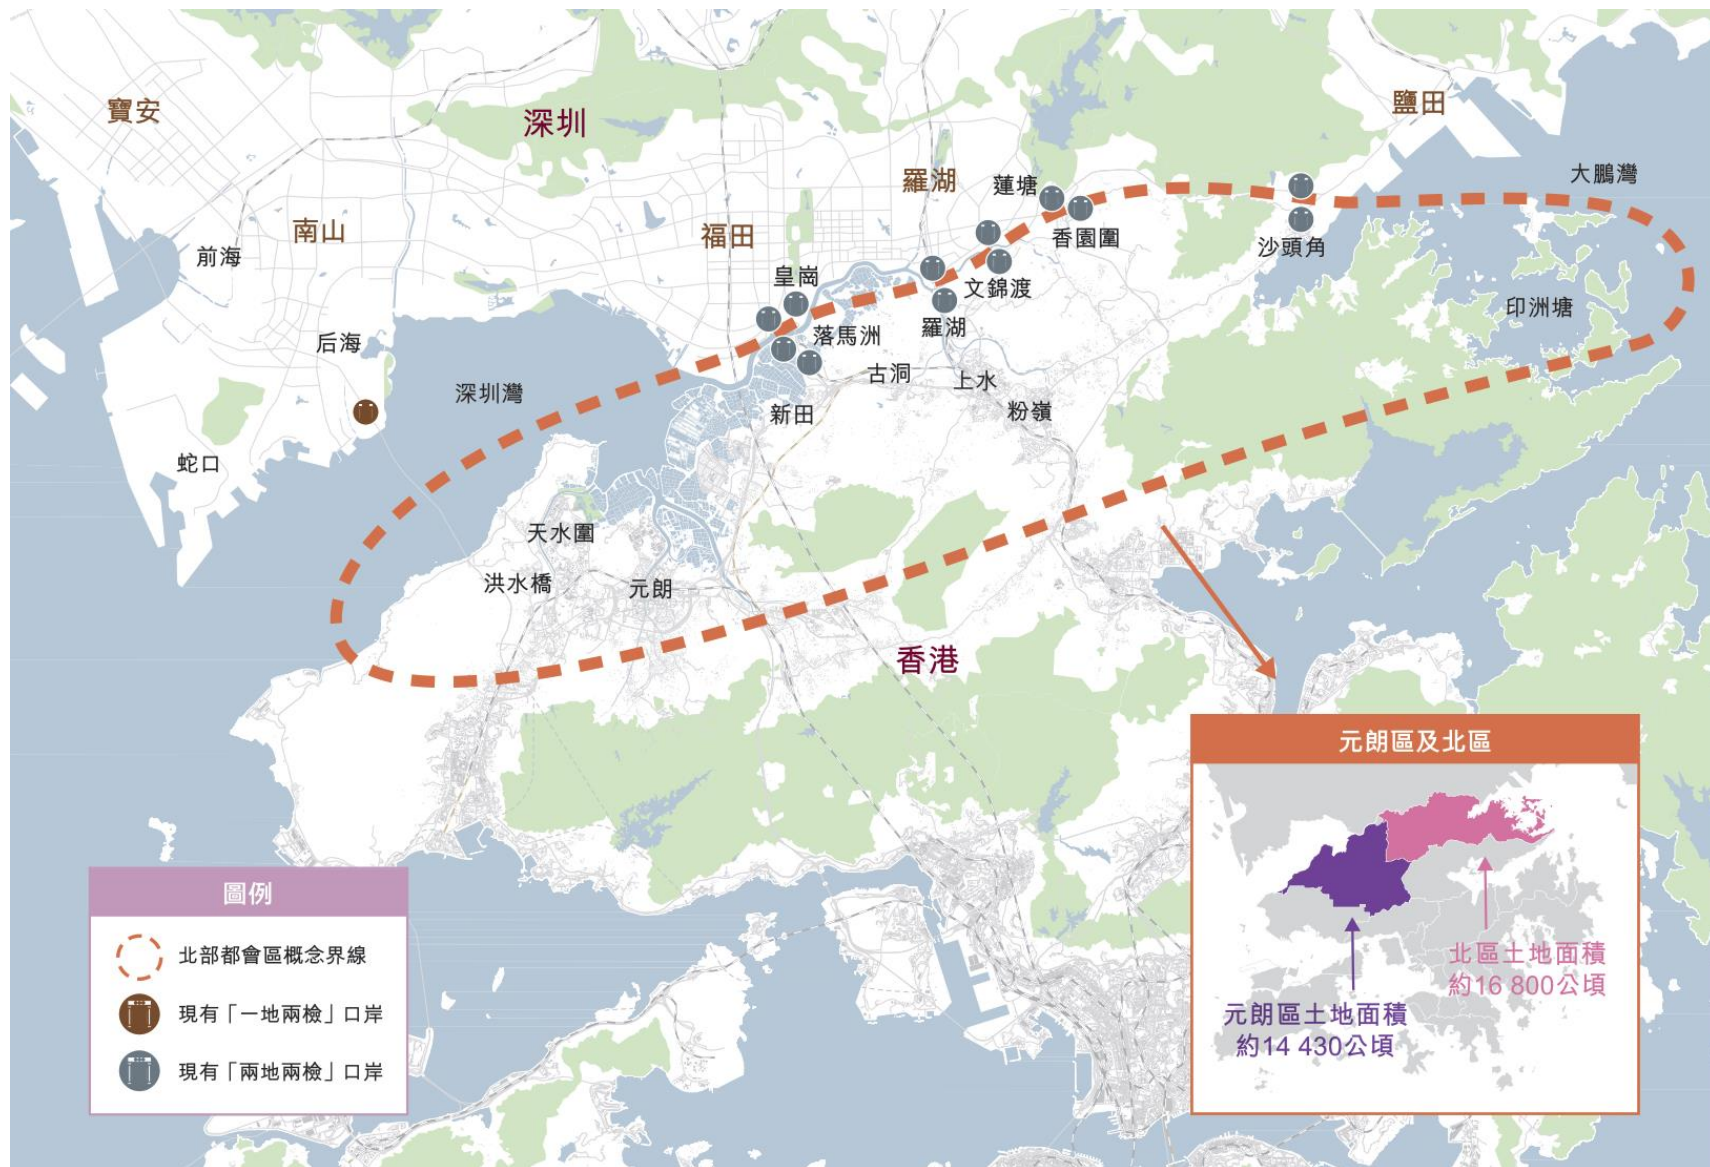 寶安
深圳
鹽田
大鵬灣
羅湖
蓮塘
南山
福田
香園圍
沙頭角
前海
皇崗
文錦渡
印洲塘
后海
落馬洲
羅湖
深圳灣
古洞
上水
新田
粉嶺
蛇口
天水圍
洪水橋
元朗
香港
圖例
北部都會區概念界線
現有「一地兩檢」口岸
現有「兩地兩檢」口岸
元朗區及北區
北區土地面積
約16 800公頃
元朗區土地面積
約14 430公頃